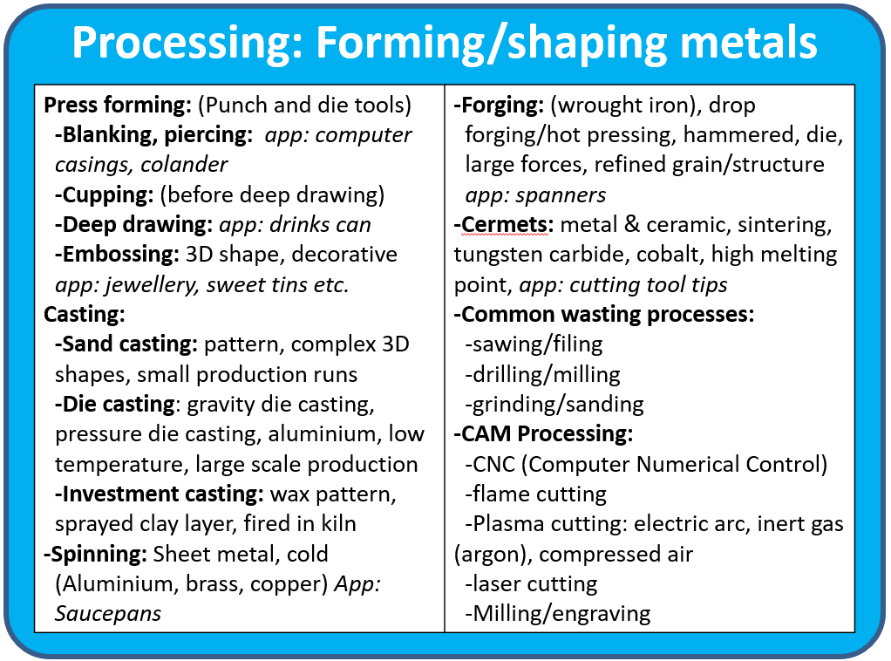 Processing: Forming/shaping metals
Press forming: (Punch and die tools)
-Blanking, piercing: app: computer
casings, colander
-Cupping: (before deep drawing)
-Deep drawing: app: drinks can
-Embossing: 3D shape, decorative
app: jewellery, sweet tins etc.
Casting:
-Sand casting: pattern, complex 3D
shapes, small production runs
-Die casting: gravity die casting,
pressure die casting, aluminium, low
temperature, large scale production
-Investment casting: wax pattern,
sprayed clay layer, fired in kiln
-Spinning: Sheet metal, cold
(Aluminium, brass, copper) App:
Saucepans
-Forging: (wrought iron), drop
forging/hot pressing, hammered, die,
large forces, refined grain/structure
app: spanners
-Cermets: metal & ceramic, sintering,
tungsten carbide, cobalt, high melting
point, app: cutting tool tips
-Common wasting processes:
-sawing/filing
-drilling/milling
-grinding/sanding
-CAM Processing:
-CNC (Computer Numerical Control)
-flame cutting
-Plasma cutting: electric arc, inert gas
(argon), compressed air
-laser cutting
-Milling/engraving